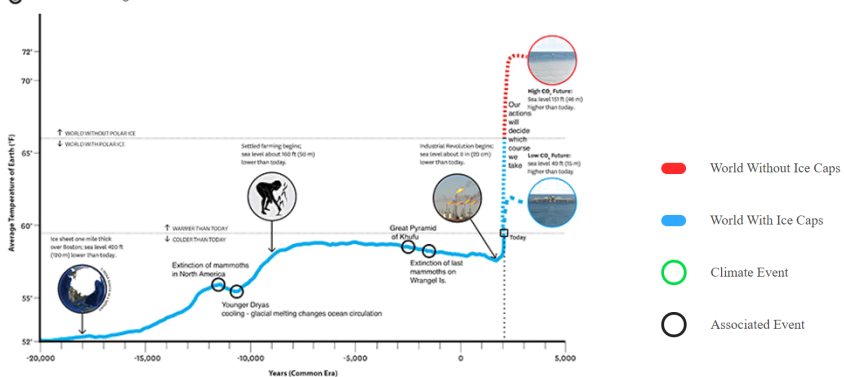 72°
70°
65°
60°
55°
52°
Average Temperature of Earth (°F)
↑ WORLD WITHOUT POLAR ICE
↓ WORLD WITH POLAR ICE
↑ WARMER THAN TODAY
↓ COLDER THAN TODAY
Ice sheet one mile thick
over Boston; sea level 400 ft
(120 m) lower than today.
Extinction of mammoths
in North America
Younger Dryas
cooling - glacial melting changes ocean circulation
Settled farming begins;
sea level about 160 ft (50 m)
lower than today.
Great Pyramid
of Khufu
Extinction of last
mammoths on
Wrangel Is.
Industrial Revolution begins;
sea level about 8 in (20 cm)
lower than today.
Our
actions
will
decide
which
course
we
take
High CO₂ Future:
Sea level 151 ft (46 m)
higher than today.
Low CO₂ Future:
Sea level 49 ft (15 m)
higher than today
Today
-20,000
-15,000
-10,000
-5,000
0
5,000
Years (Common Era)
World Without Ice Caps
World With Ice Caps
Climate Event
Associated Event